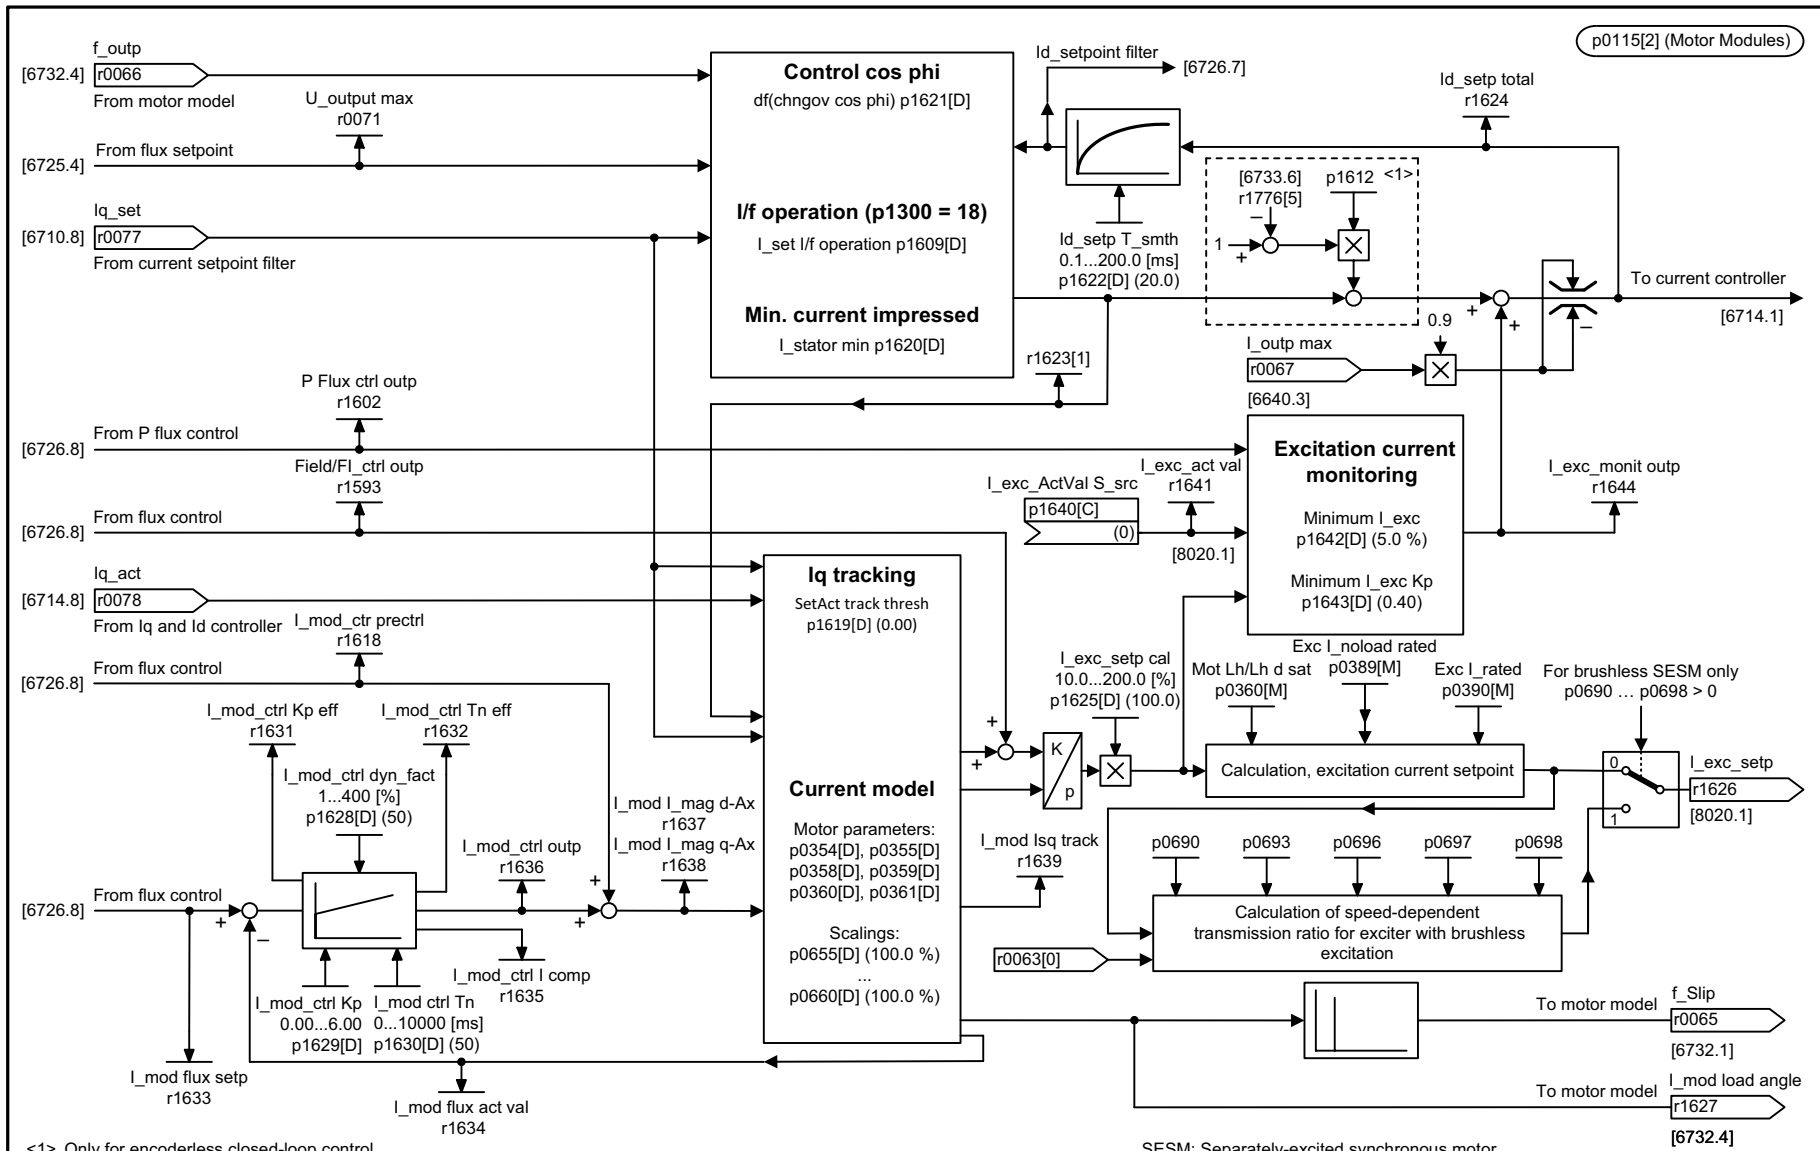 p0115[2] (Motor Modules)
f_outp
[6732.4]
r0066
From motor model
U_output max
r0071
From flux setpoint
[6725.4]
Iq_set
[6710.8]
r0077
From current setpoint filter
Control cos phi
df(chngov cos phi) p1621[D]
I/f operation (p1300 = 18)
I_set I/f operation p1609[D]
Min. current impressed
I_stator min p1620[D]
Id_setpoint filter
[6726.7]
Id_setp T_smth
0.1...200.0 [ms]
p1622[D] (20.0)
Id_setp total
r1624
[6733.6]
r1776[5]
p1612
<1>
–
1
+
+
+
–
To current controller
[6714.1]
0.9
I_outp max
r0067
[6640.3]
r1623[1]
P Flux ctrl outp
r1602
From P flux control
[6726.8]
Field/FI_ctrl outp
r1593
From flux control
[6726.8]
I_exc_ActVal S_src
p1640[C]
(0)
I_exc_act val
r1641
[8020.1]
Excitation current
monitoring
Minimum I_exc
p1642[D] (5.0 %)
Minimum I_exc Kp
p1643[D] (0.40)
I_exc_monit outp
r1644
Iq_act
[6714.8]
r0078
From Iq and Id controller
I_mod_ctr prectrl
r1618
From flux control
[6726.8]
Iq tracking
SetAct track thresh
p1619[D] (0.00)
Current model
Motor parameters:
p0354[D], p0355[D]
p0358[D], p0359[D]
p0360[D], p0361[D]
Scalings:
p0655[D] (100.0 %)
...
p0660[D] (100.0 %)
+
+
K
p
I_exc_setp cal
10.0...200.0 [%]
p1625[D] (100.0)
Mot Lh/Lh d sat
p0360[M]
Exc I_noload rated
p0389[M]
Exc I_rated
p0390[M]
Calculation, excitation current setpoint
For brushless SESM only
p0690 ... p0698 > 0
0
1
I_exc_setp
r1626
[8020.1]
p0690
p0693
p0696
p0697
p0698
Calculation of speed-dependent
transmission ratio for exciter with brushless
excitation
r0063[0]
I_mod_ctrl Kp eff
r1631
I_mod_ctrl Tn eff
r1632
I_mod_ctrl dyn_fact
1...400 [%]
p1628[D] (50)
I_mod_ctrl outp
r1636
I_mod I_mag d-Ax
r1637
I_mod I_mag q-Ax
r1638
I_mod Isq track
r1639
From flux control
[6726.8]
+
–
+
+
I_mod_ctrl I comp
r1635
I_mod_ctrl Kp
0.00...6.00
p1629[D]
I_mod ctrl Tn
0...10000 [ms]
p1630[D] (50)
I_mod flux setp
r1633
I_mod flux act val
r1634
To motor model
f_Slip
r0065
[6732.1]
To motor model
I_mod load angle
r1627
[6732.4]
<1> Only for encoderless closed-loop control
SESM: Separately-excited synchronous motor